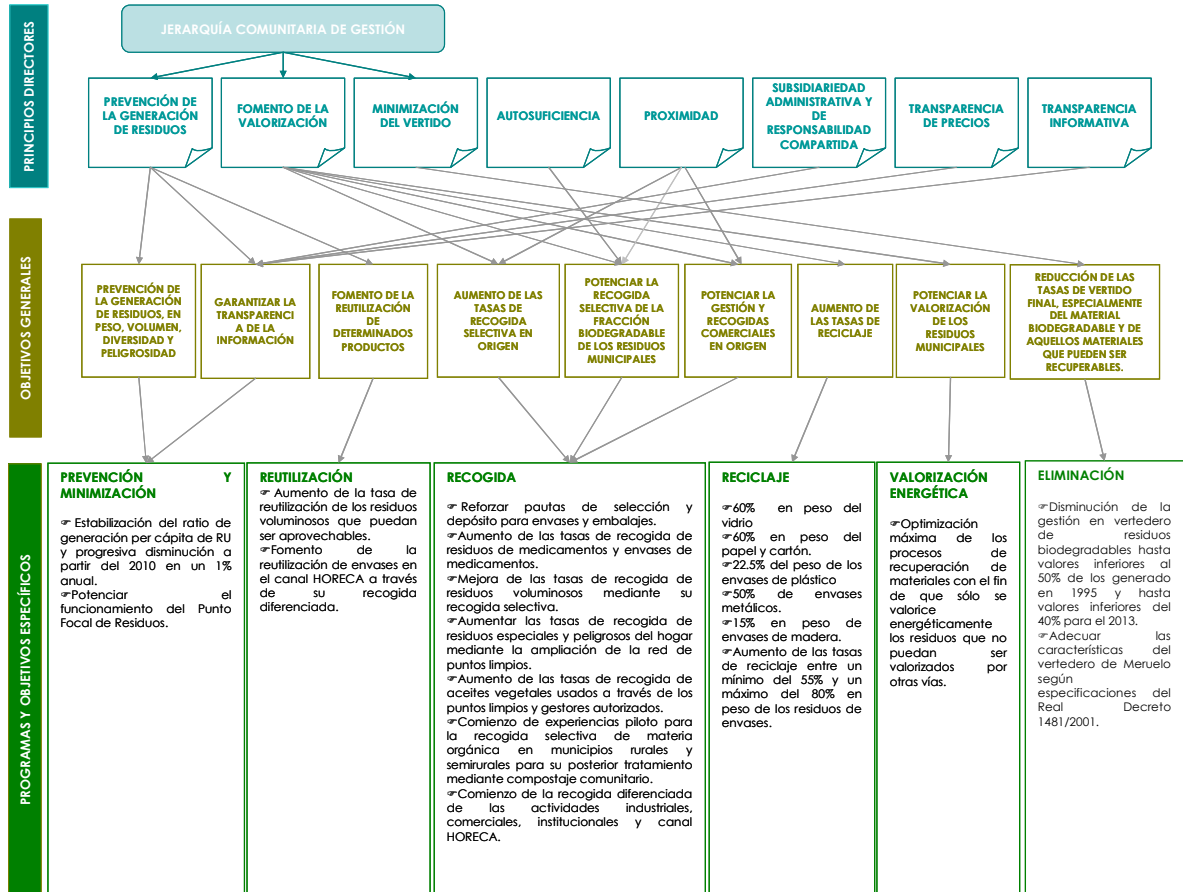 PRINCIPIOS DIRECTORES
JERARQUÍA COMUNITARIA DE GESTIÓN
PREVENCIÓN DE
LA GENERACIÓN
DE RESIDUOS
FOMENTO DE LA
VALORIZACIÓN
MINIMIZACIÓN
DEL VERTIDO
AUTOSUFICIENCIA
PROXIMIDAD
SUBSIDIARIEDAD
ADMINISTRATIVA Y
DE
RESPONSABILIDAD
COMPARTIDA
TRANSPARENCIA
DE PRECIOS
TRANSPARENCIA
INFORMATIVA
OBJETIVOS GENERALES
PREVENCIÓN DE
LA GENERACIÓN
DE RESIDUOS, EN
PESO, VOLUMEN,
DIVERSIDAD Y
PELIGROSIDAD
GARANTIZAR LA
TRANSPARENCI
A DE LA
INFORMACIÓN
FOMENTO DE LA
REUTILIZACIÓN
DE
DETERMINADOS
PRODUCTOS
AUMENTO DE LAS
TASAS DE
RECOGIDA
SELECTIVA EN
ORIGEN
POTENCIAR LA
RECOGIDA
SELECTIVA DE LA
FRACCIÓN
BIODEGRADABLE
DE LOS RESIDUOS
MUNICIPALES
POTENCIAR LA
GESTIÓN Y
RECOGIDAS
COMERCIALES
EN ORIGEN
AUMENTO DE
LAS TASAS DE
RECICLAJE
POTENCIAR LA
VALORIZACIÓN
DE LOS
RESIDUOS
MUNICIPALES
REDUCCIÓN DE LAS
TASAS DE VERTIDO
FINAL, ESPECIALMENTE
DEL MATERIAL
BIODEGRADABLE Y DE
AQUELLOS MATERIALES
QUE PUEDEN SER
RECUPERABLES.
PROGRAMAS Y OBJETIVOS ESPECÍFICOS
PREVENCIÓN Y
MINIMIZACIÓN
☞ Estabilización del ratio de
generación per cápita de RU
y progresiva disminución a
partir del 2010 en un 1%
anual.
☞Potenciar el
funcionamiento del Punto
Focal de Residuos.
REUTILIZACIÓN
☞ Aumento de la tasa de
reutilización de los residuos
voluminosos que puedan
ser aprovechables.
☞Fomento de la
reutilización de envases en
el canal HORECA a través
de su recogida
diferenciada.
RECOGIDA
☞ Reforzar pautas de selección y
depósito para envases y embalajes.
☞Aumento de las tasas de recogida de
residuos de medicamentos y envases de
medicamentos.
☞Mejora de las tasas de recogida de
residuos voluminosos mediante su
recogida selectiva.
☞Aumentar las tasas de recogida de
residuos especiales y peligrosos del hogar
mediante la ampliación de la red de
puntos limpios.
☞Aumento de las tasas de recogida de
aceites vegetales usados a través de los
puntos limpios y gestores autorizados.
☞Comienzo de experiencias piloto para
la recogida selectiva de materia
orgánica en municipios rurales y
semirurales para su posterior tratamiento
mediante compostaje comunitario.
☞Comienzo de la recogida diferenciada
de las actividades industriales,
comerciales, institucionales y canal
HORECA.
RECICLAJE
☞60% en peso del
vidrio
☞60% en peso del
papel y cartón.
☞22.5% del peso de los
envases de plástico
☞50% de envases
metálicos.
☞15% en peso de
envases de madera.
☞Aumento de las tasas
de reciclaje entre un
mínimo del 55% y un
máximo del 80% en
peso de los residuos de
envases.
VALORIZACIÓN
ENERGÉTICA
☞Optimización
máxima de los
procesos de
recuperación de
materiales con el fin
de que sólo se
valorice
energéticamente
los residuos que no
puedan ser
valorizados por
otras vías.
ELIMINACIÓN
☞Disminución de la
gestión en vertedero
de residuos
biodegradables hasta
valores inferiores al
50% de los generado
en 1995 y hasta
valores inferiores del
40% para el 2013.
☞Adecuar las
características del
vertedero de Meruelo
según
especificaciones del
Real Decreto
1481/2001.